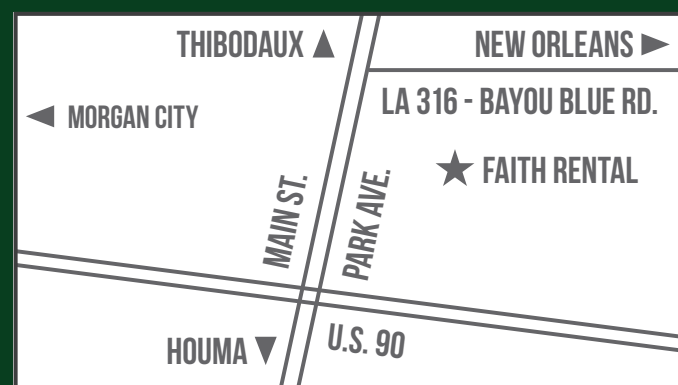 THIBODAUX
NEW ORLEANS
LA 316 - BAYOU BLUE RD.
MORGAN CITY
FAITH RENTAL
MAIN ST.
PARK AVE.
U.S. 90
HOUMA